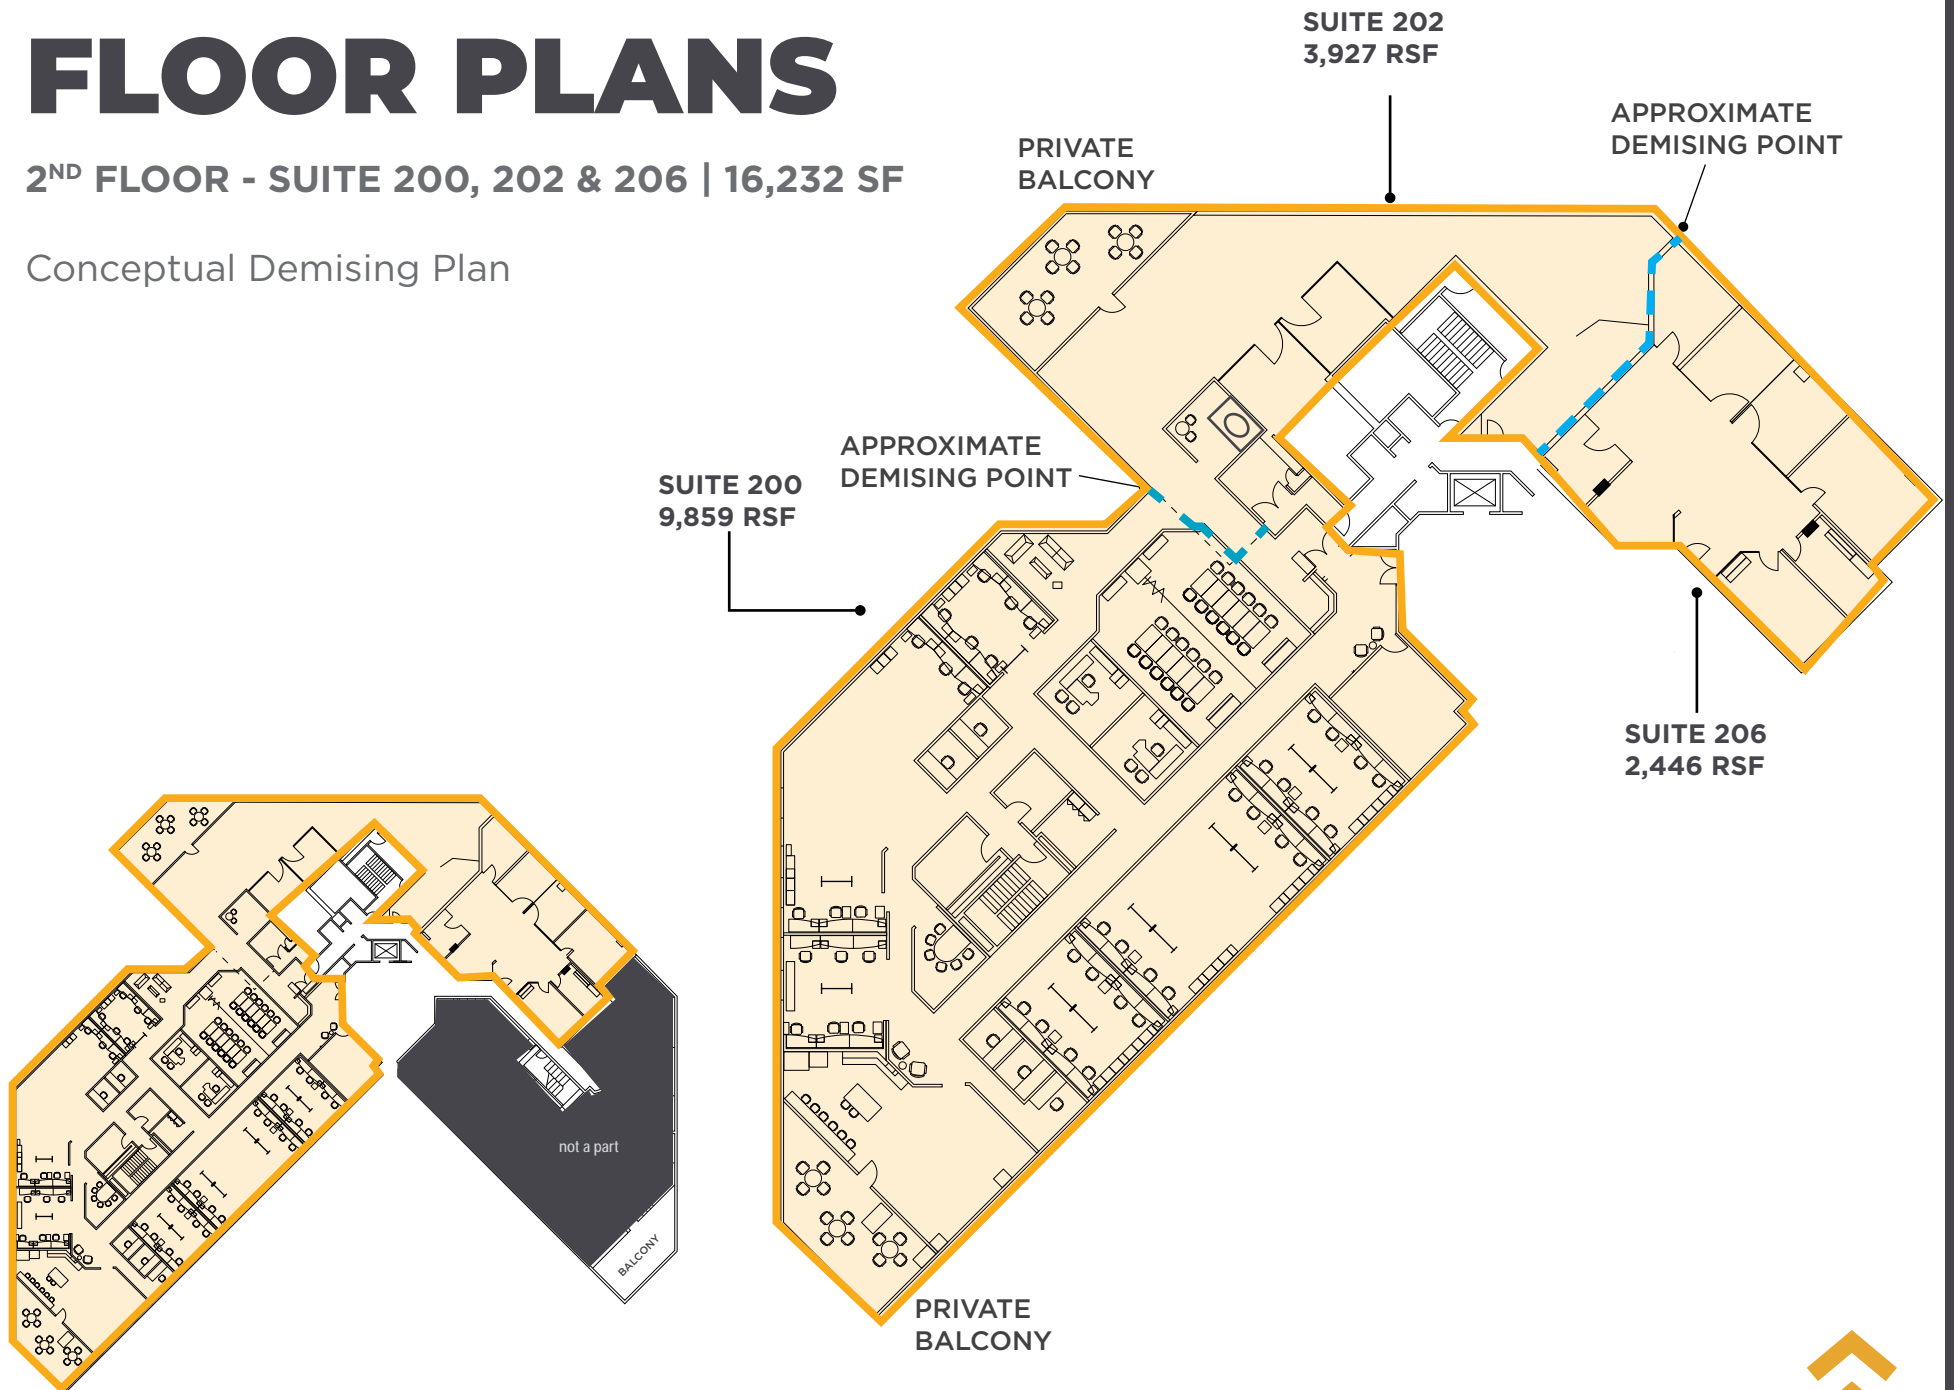 FLOOR PLANS
2ND FLOOR - SUITE 200, 202 & 206 | 16,232 SF
Conceptual Demising Plan
SUITE 202
3,927 RSF
APPROXIMATE
DEMISING POINT
PRIVATE
BALCONY
APPROXIMATE
DEMISING POINT
SUITE 200
9,859 RSF
SUITE 206
2,446 RSF
not a part
BALCONY
PRIVATE
BALCONY